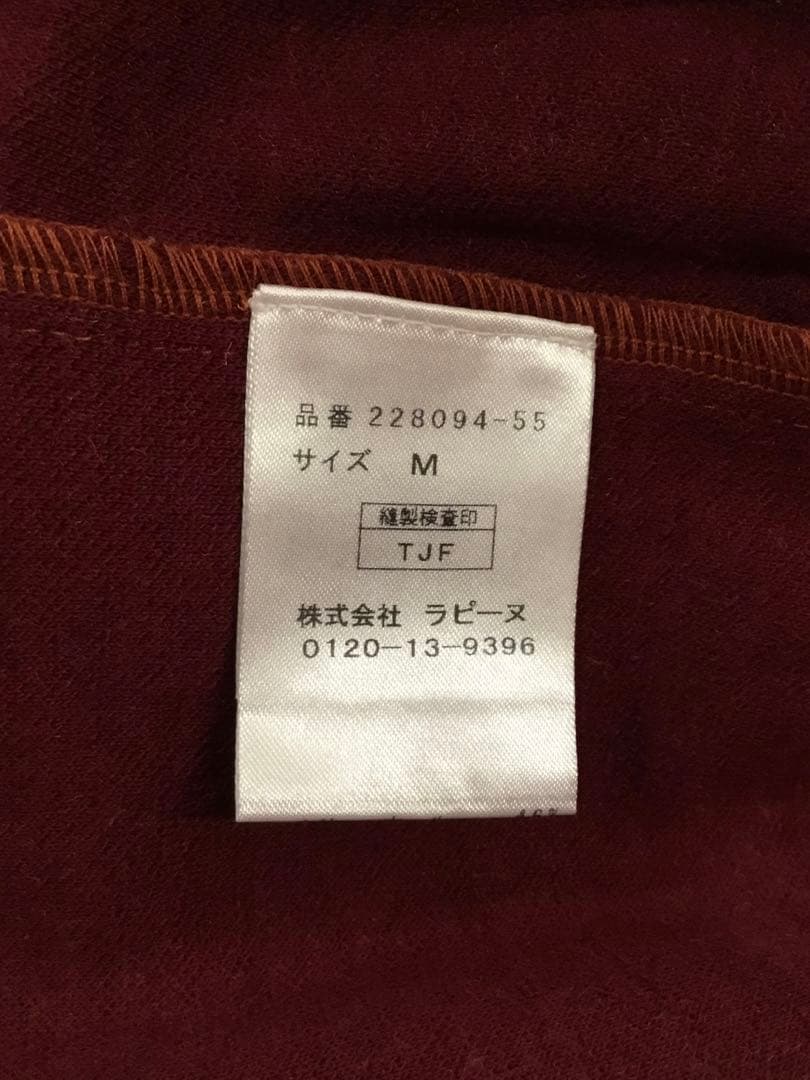 品番 228094-55
サイズ M
縫製検査印
TJF
株式会社 ラピーヌ
0120-13-9396